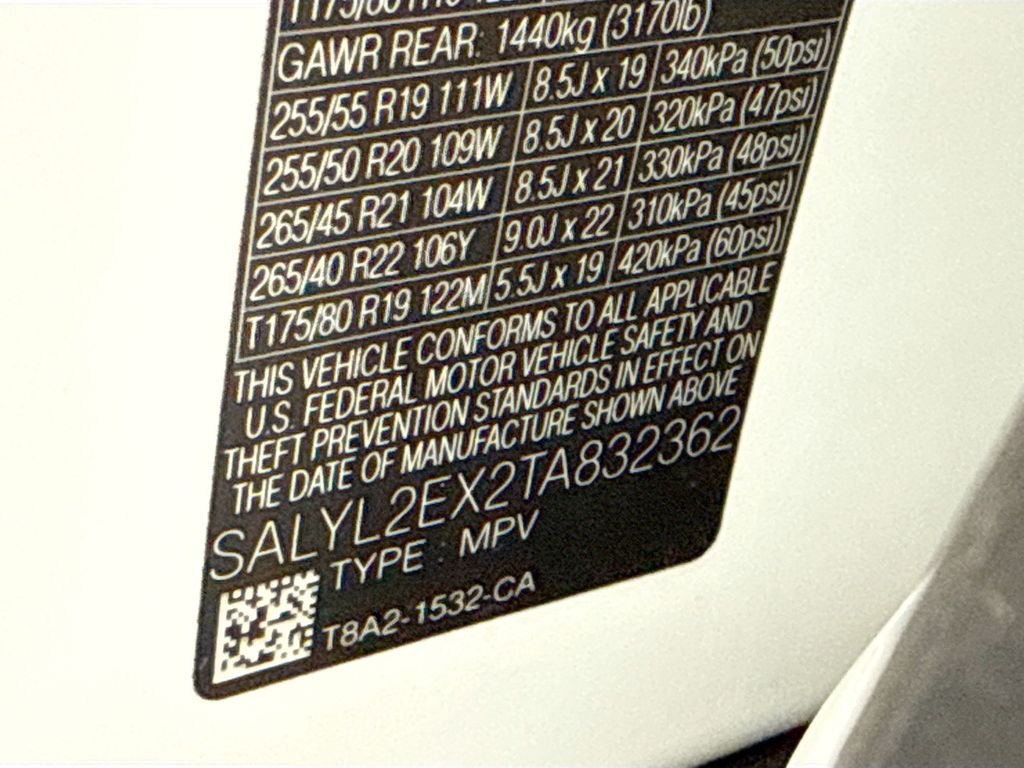 T175/80 R19 122
GAWR REAR: 1440kg (3170lb)
255/55 R19 111W 8.5J x 19 340kPa (50psi)
255/50 R20 109W 8.5J x 20 320kPa (47psi)
265/45 R21 104W 8.5J x 21 330kPa (48psi)
265/40 R22 106Y 9.0J x 22 310kPa (45psi)
T175/80 R19 122M 5.5J x 19 420kPa (60psi)
THIS VEHICLE CONFORMS TO ALL APPLICABLE
U.S. FEDERAL MOTOR VEHICLE SAFETY AND
THEFT PREVENTION STANDARDS IN EFFECT ON
THE DATE OF MANUFACTURE SHOWN ABOVE
SALYL2EX2TA832362
TYPE : MPV
T8A2-1532-CA